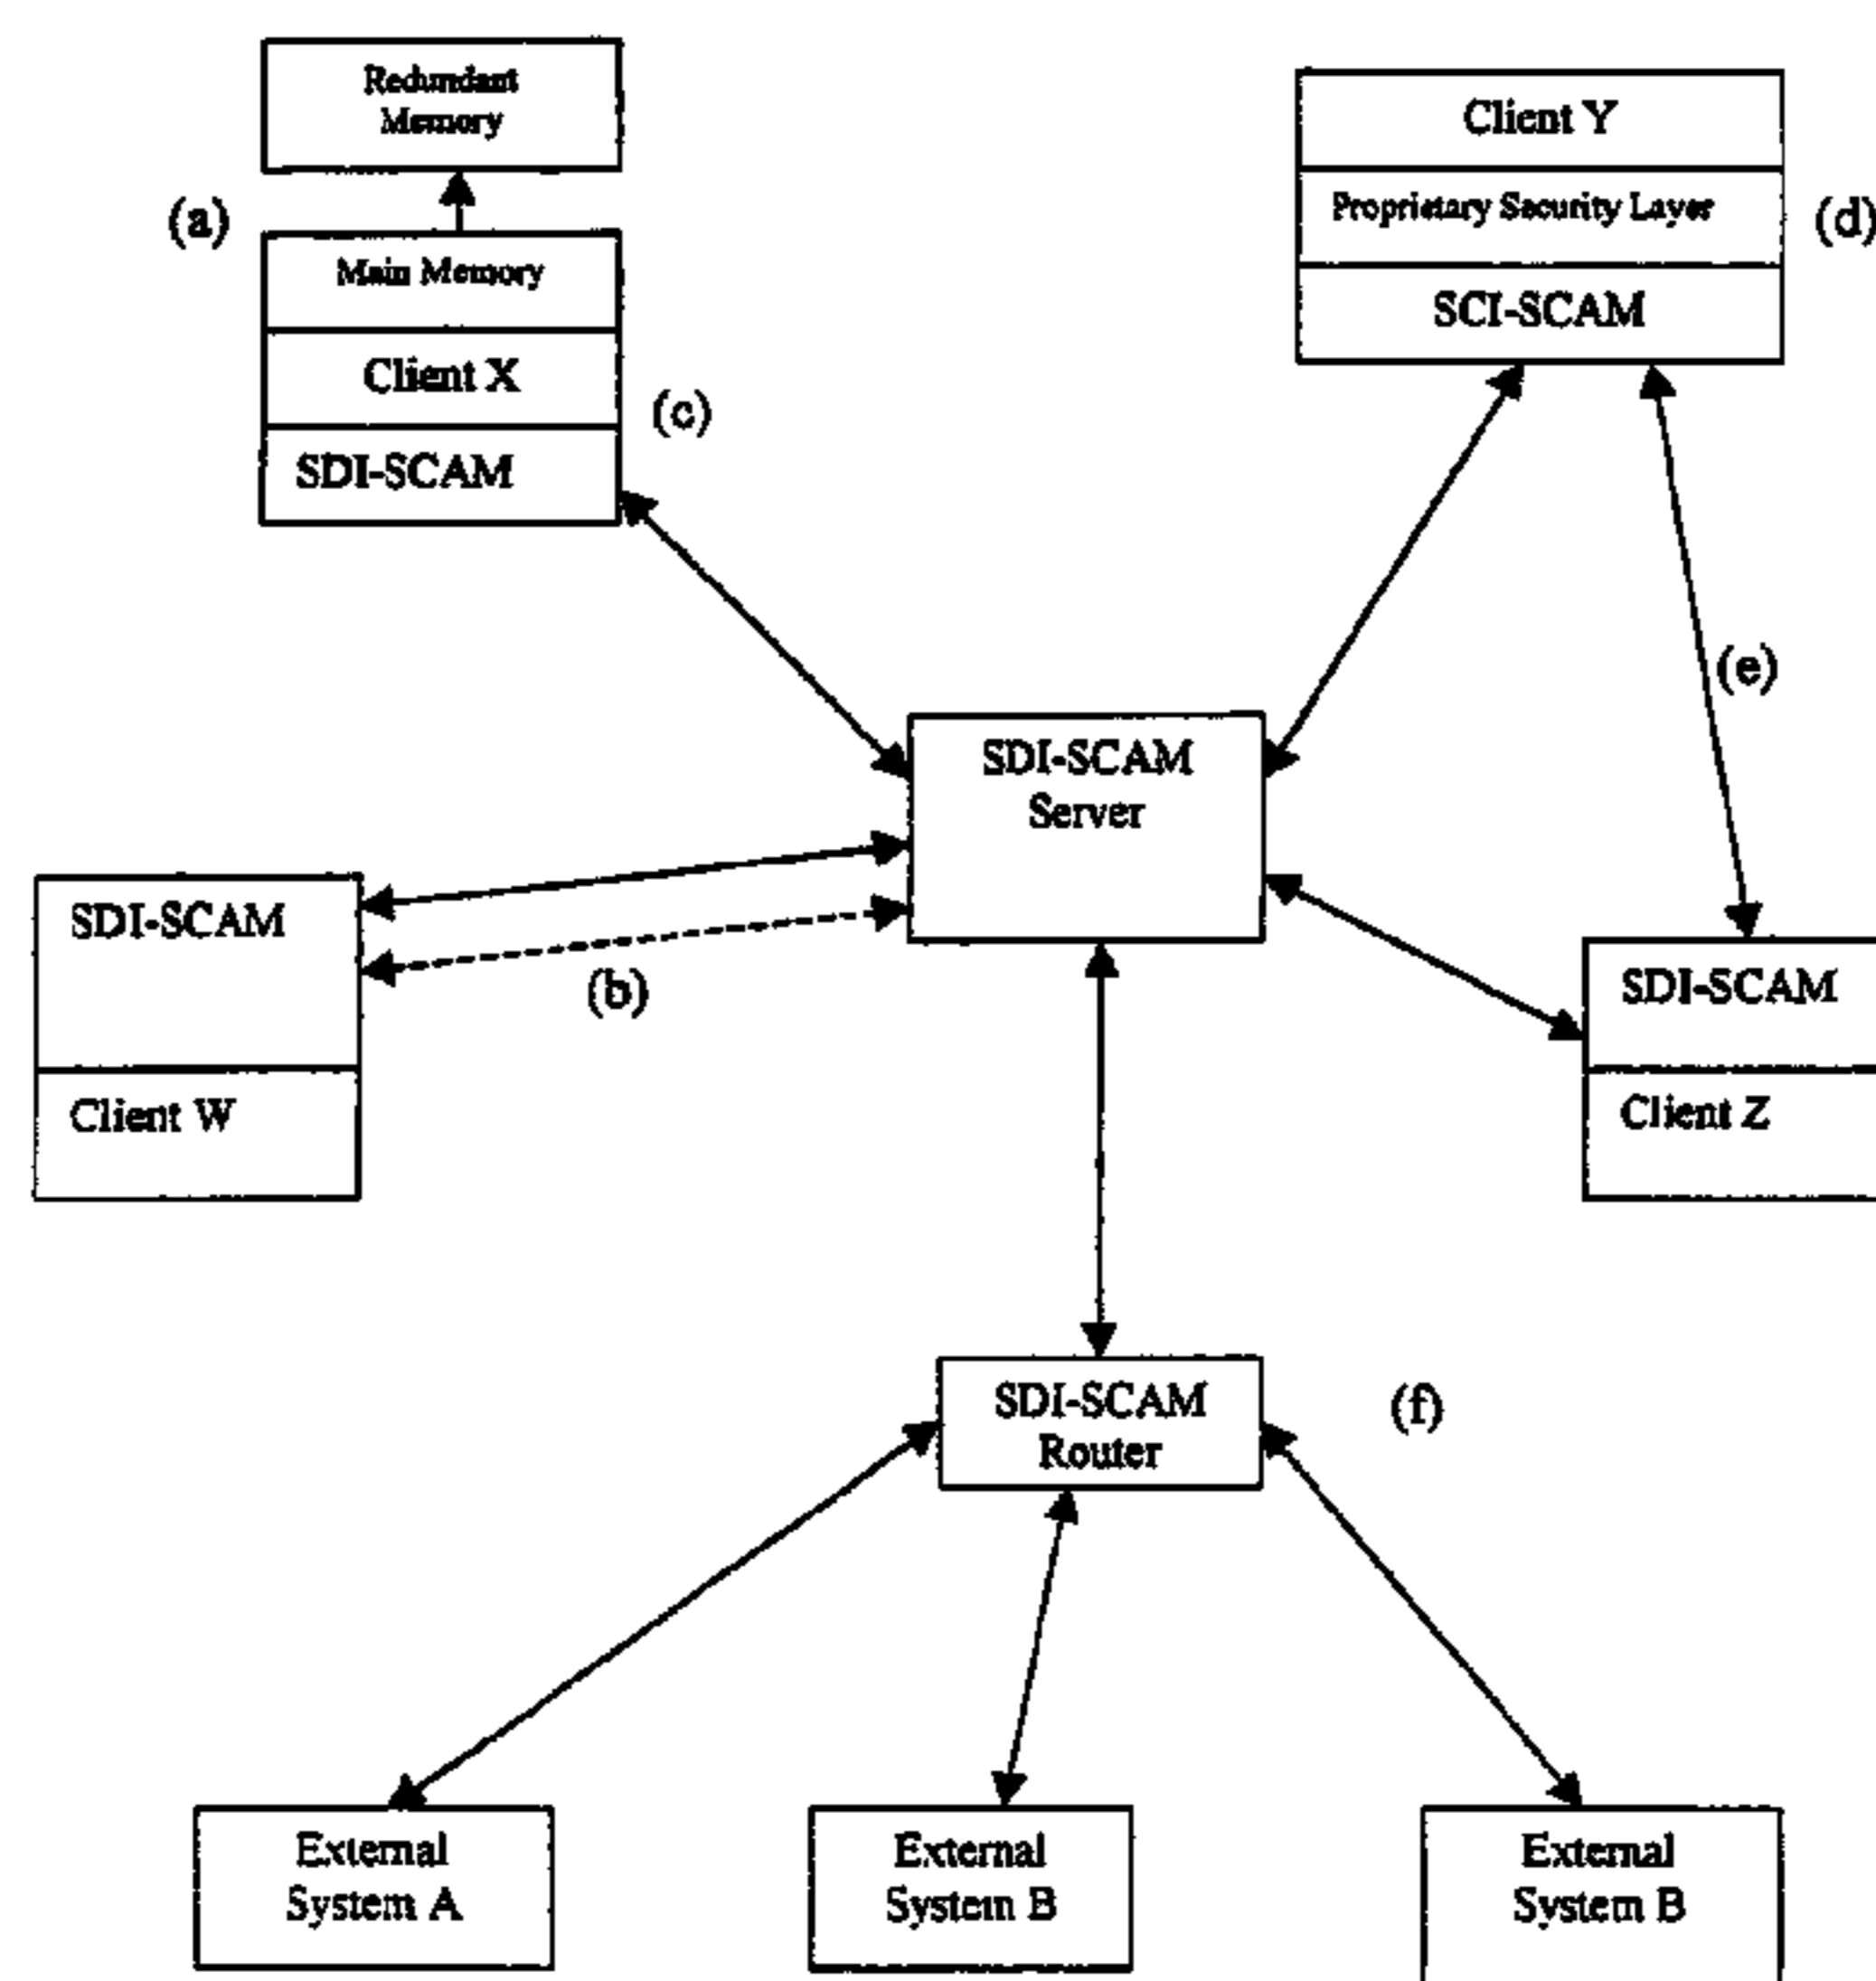 Redundant
Memory
(a)
Main Memory
Client X
(c)
SDI-SCAM
Client Y
Proprietary Security Layer
(d)
SCI-SCAM
(e)
SDI-SCAM
Server
SDI-SCAM
Client W
(b)
SDI-SCAM
Client Z
SDI-SCAM
Router
(f)
External
System A
External
System B
External
System B